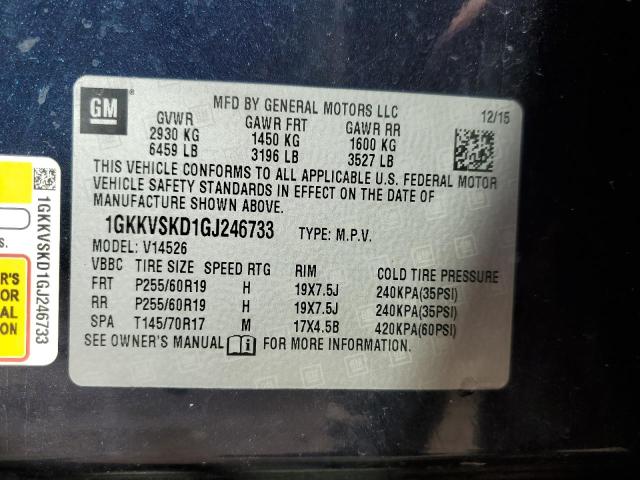 GM
MFD BY GENERAL MOTORS LLC
12/15
GVWR GAWR FRT GAWR RR
2930 KG 1450 KG 1600 KG
6459 LB 3196 LB 3527 LB
THIS VEHICLE CONFORMS TO ALL APPLICABLE U.S. FEDERAL MOTOR
VEHICLE SAFETY STANDARDS IN EFFECT ON THE DATE OF
MANUFACTURE SHOWN ABOVE.
1GKKVSKD1GJ246733 TYPE: M.P.V.
MODEL: V14526
VBBC TIRE SIZE SPEED RTG RIM COLD TIRE PRESSURE
FRT P255/60R19 H 19X7.5J 240KPA(35PSI)
RR P255/60R19 H 19X7.5J 240KPA(35PSI)
SPA T145/70R17 M 17X4.5B 420KPA(60PSI)
SEE OWNER'S MANUAL FOR MORE INFORMATION.
1GKKVSKD1GJ246733
S.
R'S
FOR
AL
ION